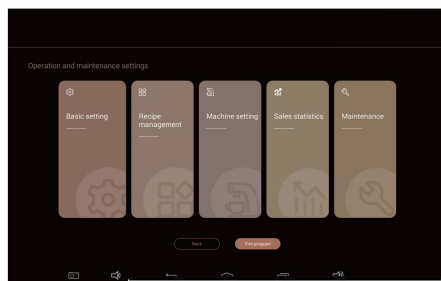 Operation and maintenance settings
Basic setting
Recipe
management
Machine setting
Sales statistics
Maintenance
Back
Exit program